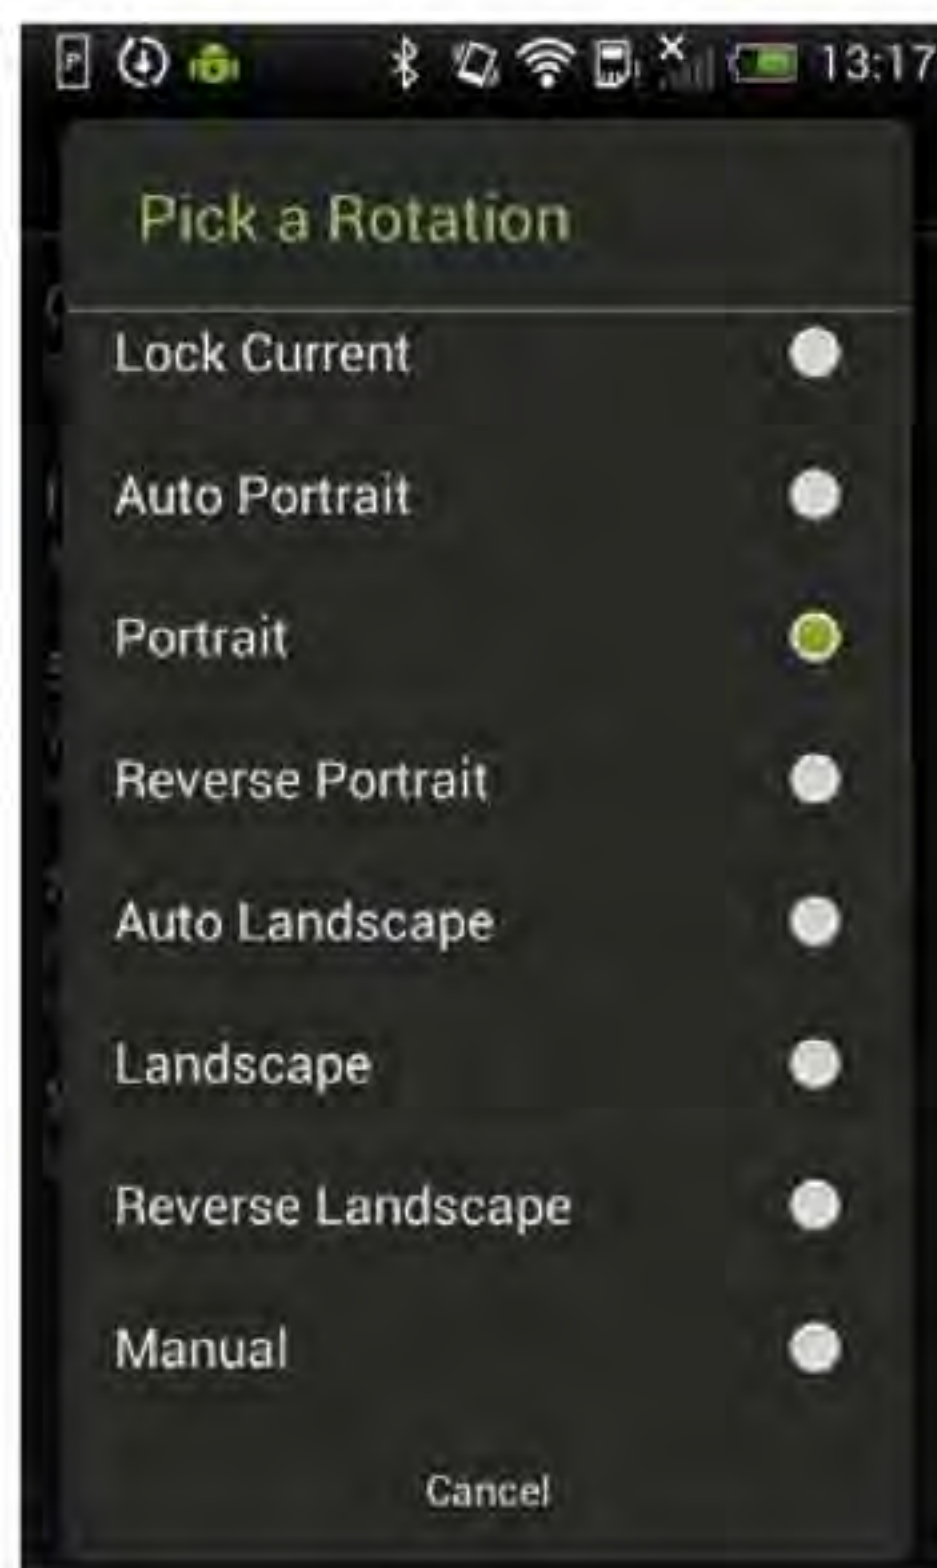 P 13:17
Pick a Rotation
Lock Current
Auto Portrait
Portrait
Reverse Portrait
Auto Landscape
Landscape
Reverse Landscape
Manual
Cancel